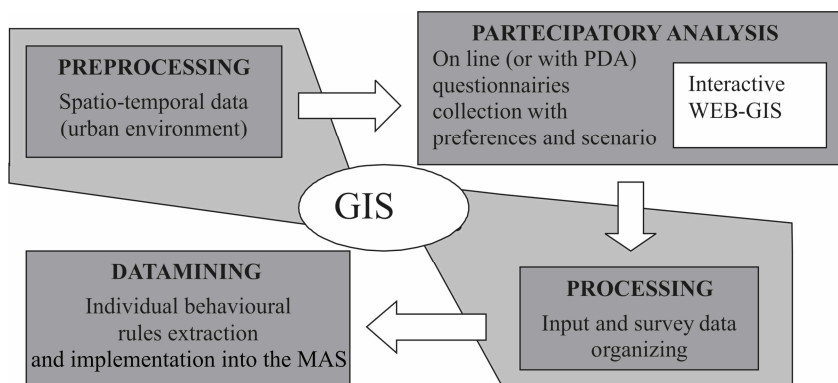 PREPROCESSING
Spatio-temporal data
(urban environment)
PARTECIPATORY ANALYSIS
On line (or with PDA)
questionnairies
collection with
preferences and scenario
Interactive
WEB-GIS
GIS
PROCESSING
Input and survey data
organizing
DATAMINING
Individual behavioural
rules extraction
and implementation into the MAS